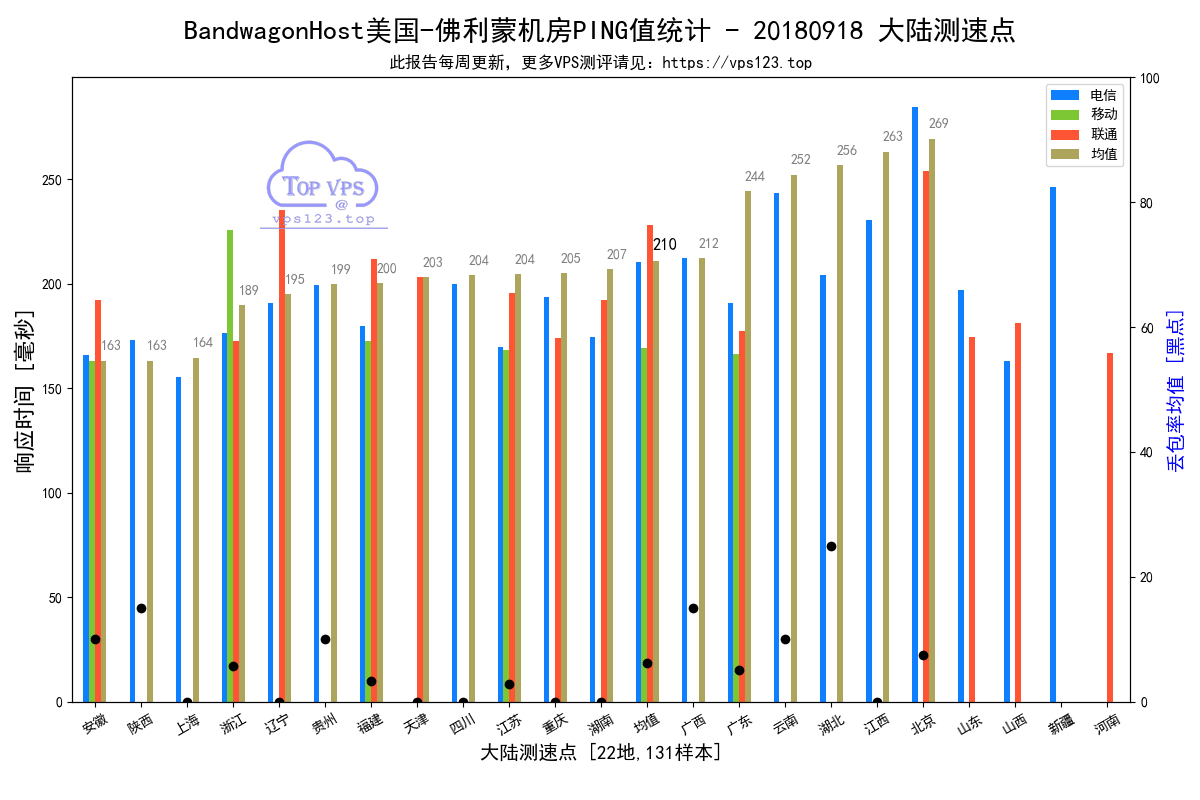 BandwagonHost美国-佛利蒙机房PING值统计 - 20180918 大陆测速点
此报告每周更新，更多VPS测评请见：https://vps123.top
电信
移动
联通
均值
TOP VPS
@
vps123.top
响应时间 [毫秒]
丢包率均值 [黑点]
250
200
150
100
50
0
100
80
60
40
20
0
163
163
164
189
195
199
200
203
204
204
205
207
210
212
244
252
256
263
269
安徽
陕西
上海
浙江
辽宁
贵州
福建
天津
四川
江苏
重庆
湖南
均值
广西
广东
云南
湖北
江西
北京
山东
山西
新疆
河南
大陆测速点 [22地,131样本]